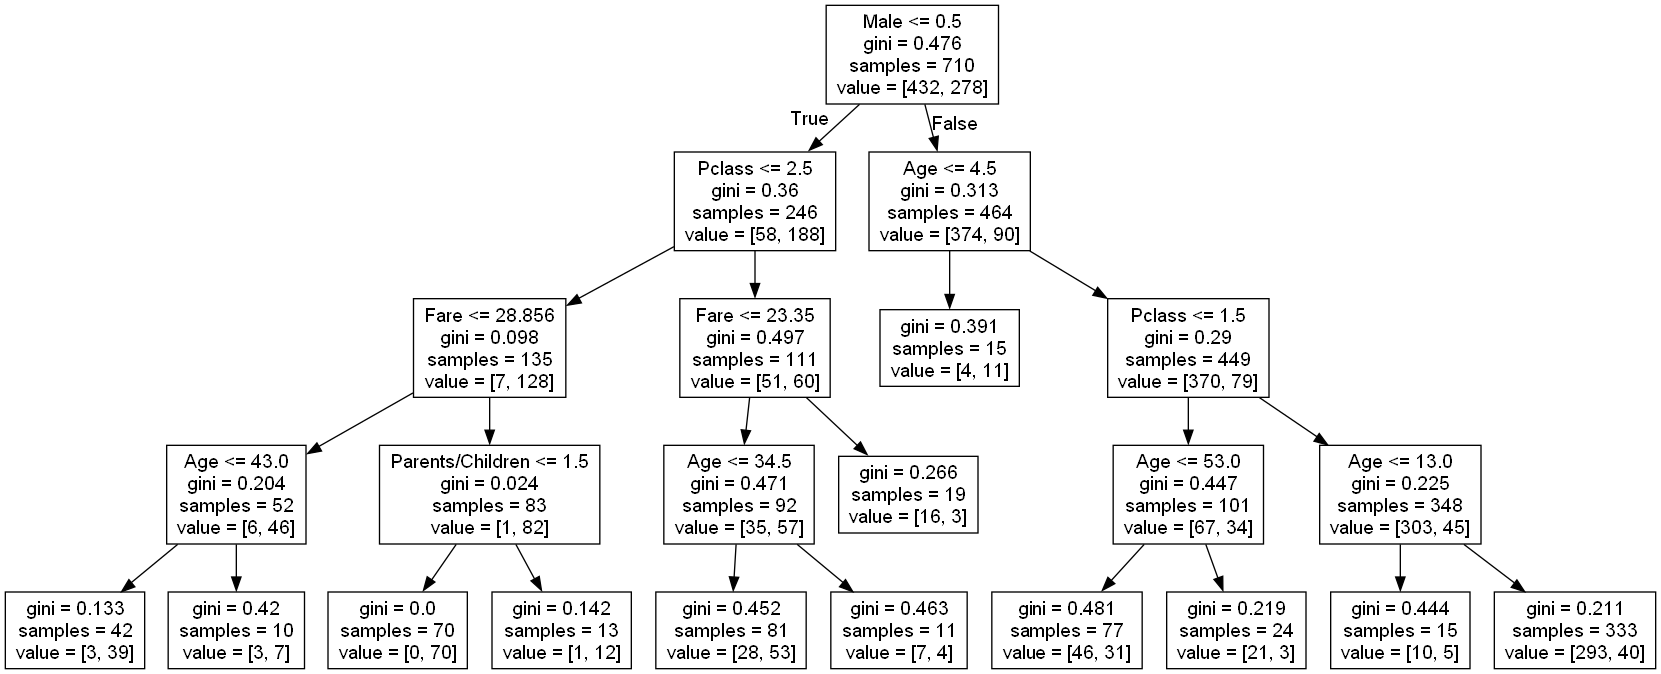 Male <= 0.5
gini = 0.476
samples = 710
value = [432, 278]
True
False
Pclass <= 2.5
gini = 0.36
samples = 246
value = [58, 188]
Age <= 4.5
gini = 0.313
samples = 464
value = [374, 90]
Fare <= 28.856
gini = 0.098
samples = 135
value = [7, 128]
Fare <= 23.35
gini = 0.497
samples = 111
value = [51, 60]
gini = 0.391
samples = 15
value = [4, 11]
Pclass <= 1.5
gini = 0.29
samples = 449
value = [370, 79]
Age <= 43.0
gini = 0.204
samples = 52
value = [6, 46]
Parents/Children <= 1.5
gini = 0.024
samples = 83
value = [1, 82]
Age <= 34.5
gini = 0.471
samples = 92
value = [35, 57]
gini = 0.266
samples = 19
value = [16, 3]
Age <= 53.0
gini = 0.447
samples = 101
value = [67, 34]
Age <= 13.0
gini = 0.225
samples = 348
value = [303, 45]
gini = 0.133
samples = 42
value = [3, 39]
gini = 0.42
samples = 10
value = [3, 7]
gini = 0.0
samples = 70
value = [0, 70]
gini = 0.142
samples = 13
value = [1, 12]
gini = 0.452
samples = 81
value = [28, 53]
gini = 0.463
samples = 11
value = [7, 4]
gini = 0.481
samples = 77
value = [46, 31]
gini = 0.219
samples = 24
value = [21, 3]
gini = 0.444
samples = 15
value = [10, 5]
gini = 0.211
samples = 333
value = [293, 40]